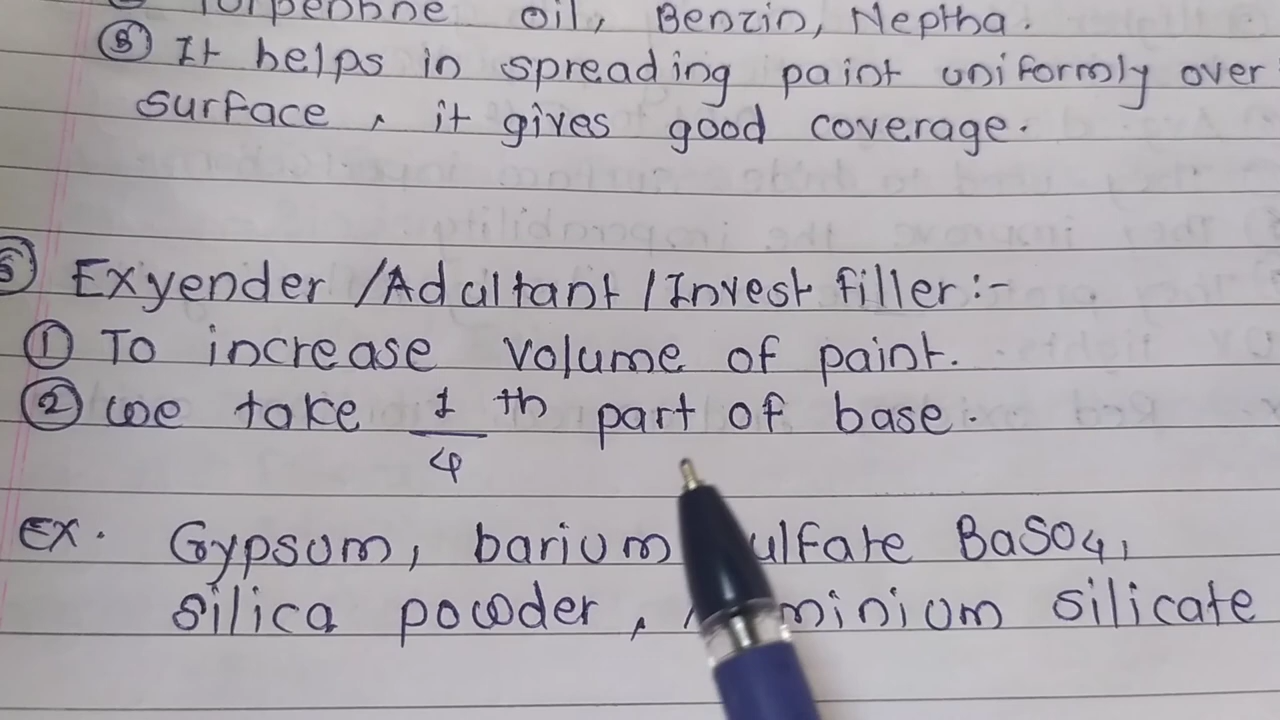 oil, Benzin, Neptha.
③ It helps in spreading paint uniformly over
surface, it gives good coverage.
⑤ Exyender /Adultant /Invest filler:-
① To increase volume of paint.
② we take 1/4 th part of base.
Ex. Gypsum, barium sulfate BaSO4,
silica powder, minium silicate